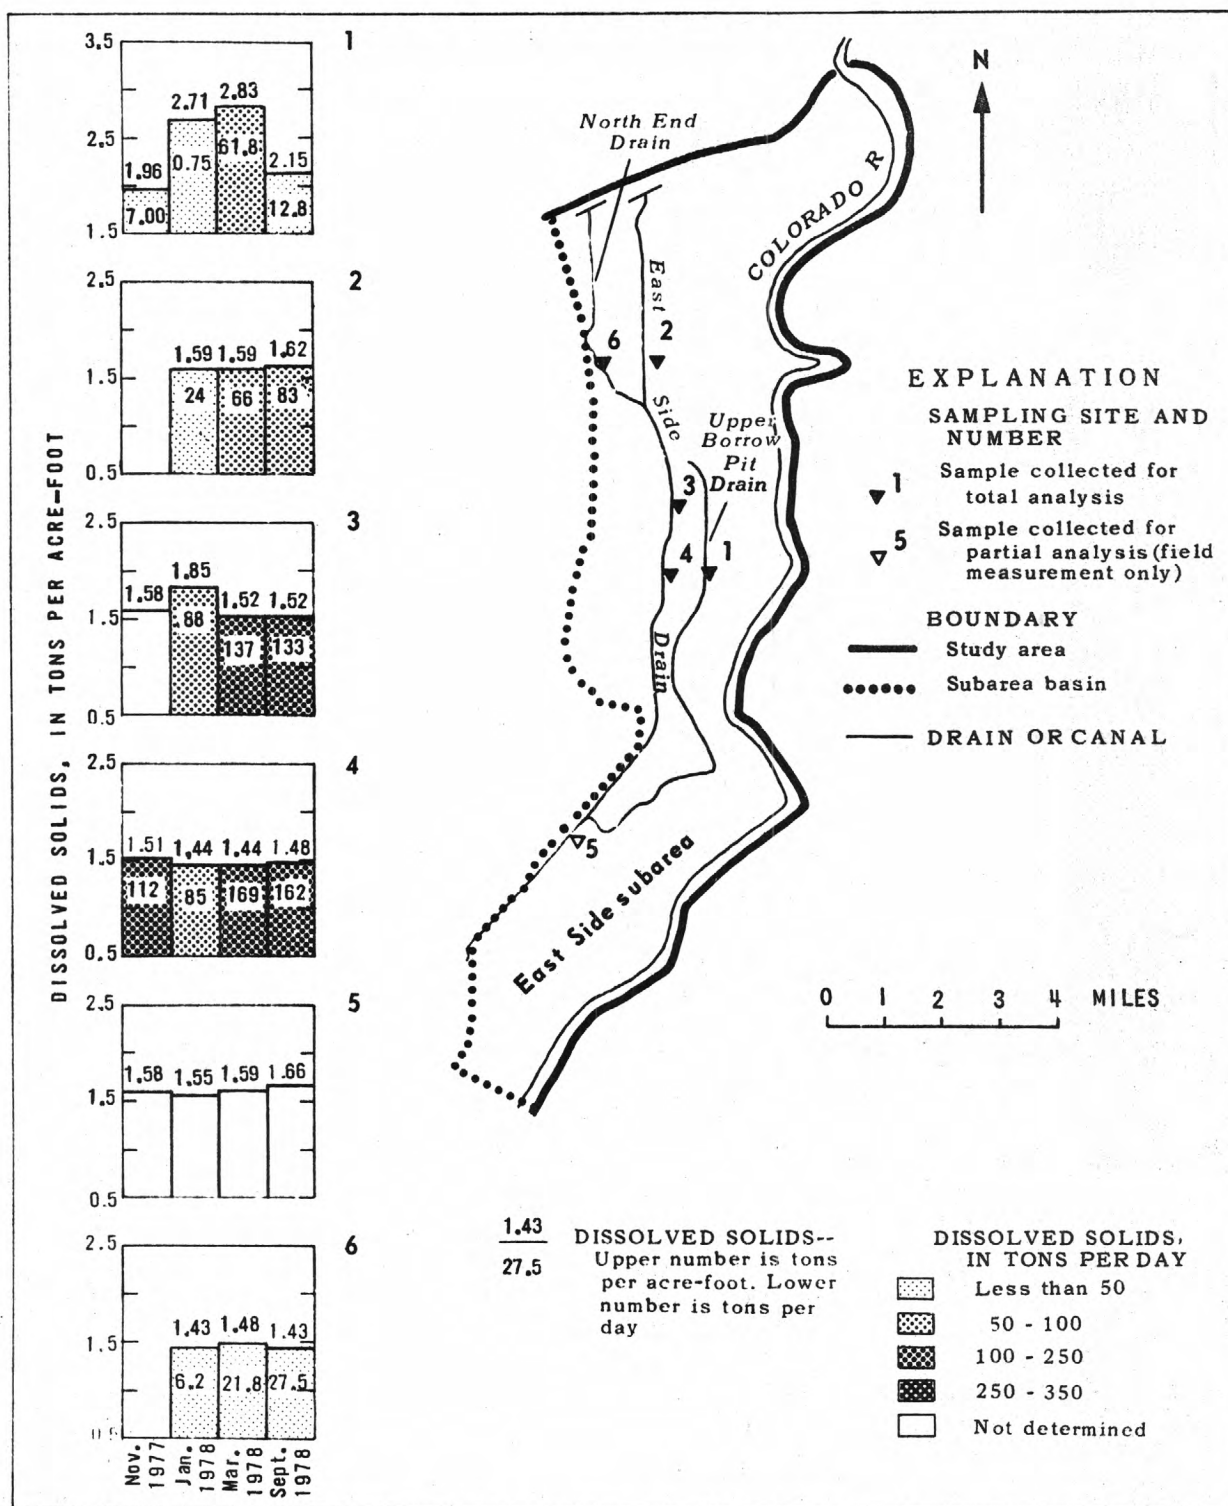 DISSOLVED SOLIDS, IN TONS PER ACRE-FOOT
1
3.5
2.5
1.5
1.96
2.71
2.83
2.15
7.00
0.75
61.8
12.8
2
2.5
1.5
0.5
1.59
1.59
1.62
24
66
83
3
2.5
1.5
0.5
1.58
1.85
1.52
1.52
88
137
133
4
2.5
1.5
0.5
1.51
1.44
1.44
1.48
112
85
169
162
5
2.5
1.5
0.5
1.58
1.55
1.59
1.66
6
2.5
1.5
0.5
1.43
1.48
1.43
6.2
21.8
27.5
Nov.
1977
Jan.
1978
Mar.
1978
Sept.
1978
North End
Drain
COLORADO R
N
East
Side
Drain
6
2
Upper
Borrow
Pit
Drain
3
4
1
5
East Side subarea
EXPLANATION
SAMPLING SITE AND
NUMBER
1
Sample collected for
total analysis
5
Sample collected for
partial analysis (field
measurement only)
BOUNDARY
Study area
Subarea basin
DRAIN OR CANAL
0 1 2 3 4 MILES
1.43
27.5
DISSOLVED SOLIDS--
Upper number is tons
per acre-foot. Lower
number is tons per
day
DISSOLVED SOLIDS,
IN TONS PER DAY
Less than 50
50 - 100
100 - 250
250 - 350
Not determined